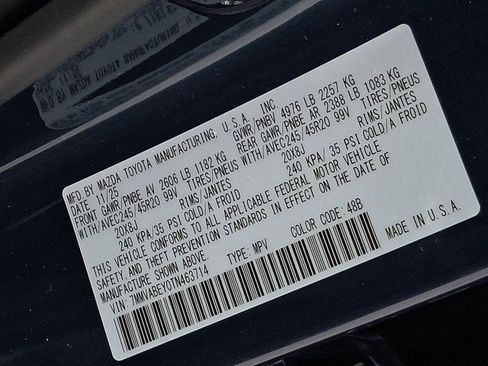 MFD. BY MAZDA TOYOTA MANUFACTURING, U.S.A., INC.
11/25 GVWR/PNBV 4976 LB 2257 KG
FRONT GAWR/PNBE AV 2606 LB 1182 KG REAR GAWR/PNBE AR 2388 LB 1083 KG
WITH/AVEC245/45R20 99V TIRES/PNEUS WITH/AVEC245/45R20 99V TIRES/PNEUS
20X8J RIMS/JANTES 20X8J RIMS/JANTES
240 KPA/ 35 PSI COLD/A FROID 240 KPA/ 35 PSI COLD/A FROID
THIS VEHICLE CONFORMS TO ALL APPLICABLE FEDERAL MOTOR VEHICLE
SAFETY AND THEFT PREVENTION STANDARDS IN EFFECT ON THE DATE OF
MANUFACTURE SHOWN ABOVE.
VIN: 7MMVABEY0TN463714 TYPE: MPV COLOR CODE: 48B
MADE IN U.S.A.